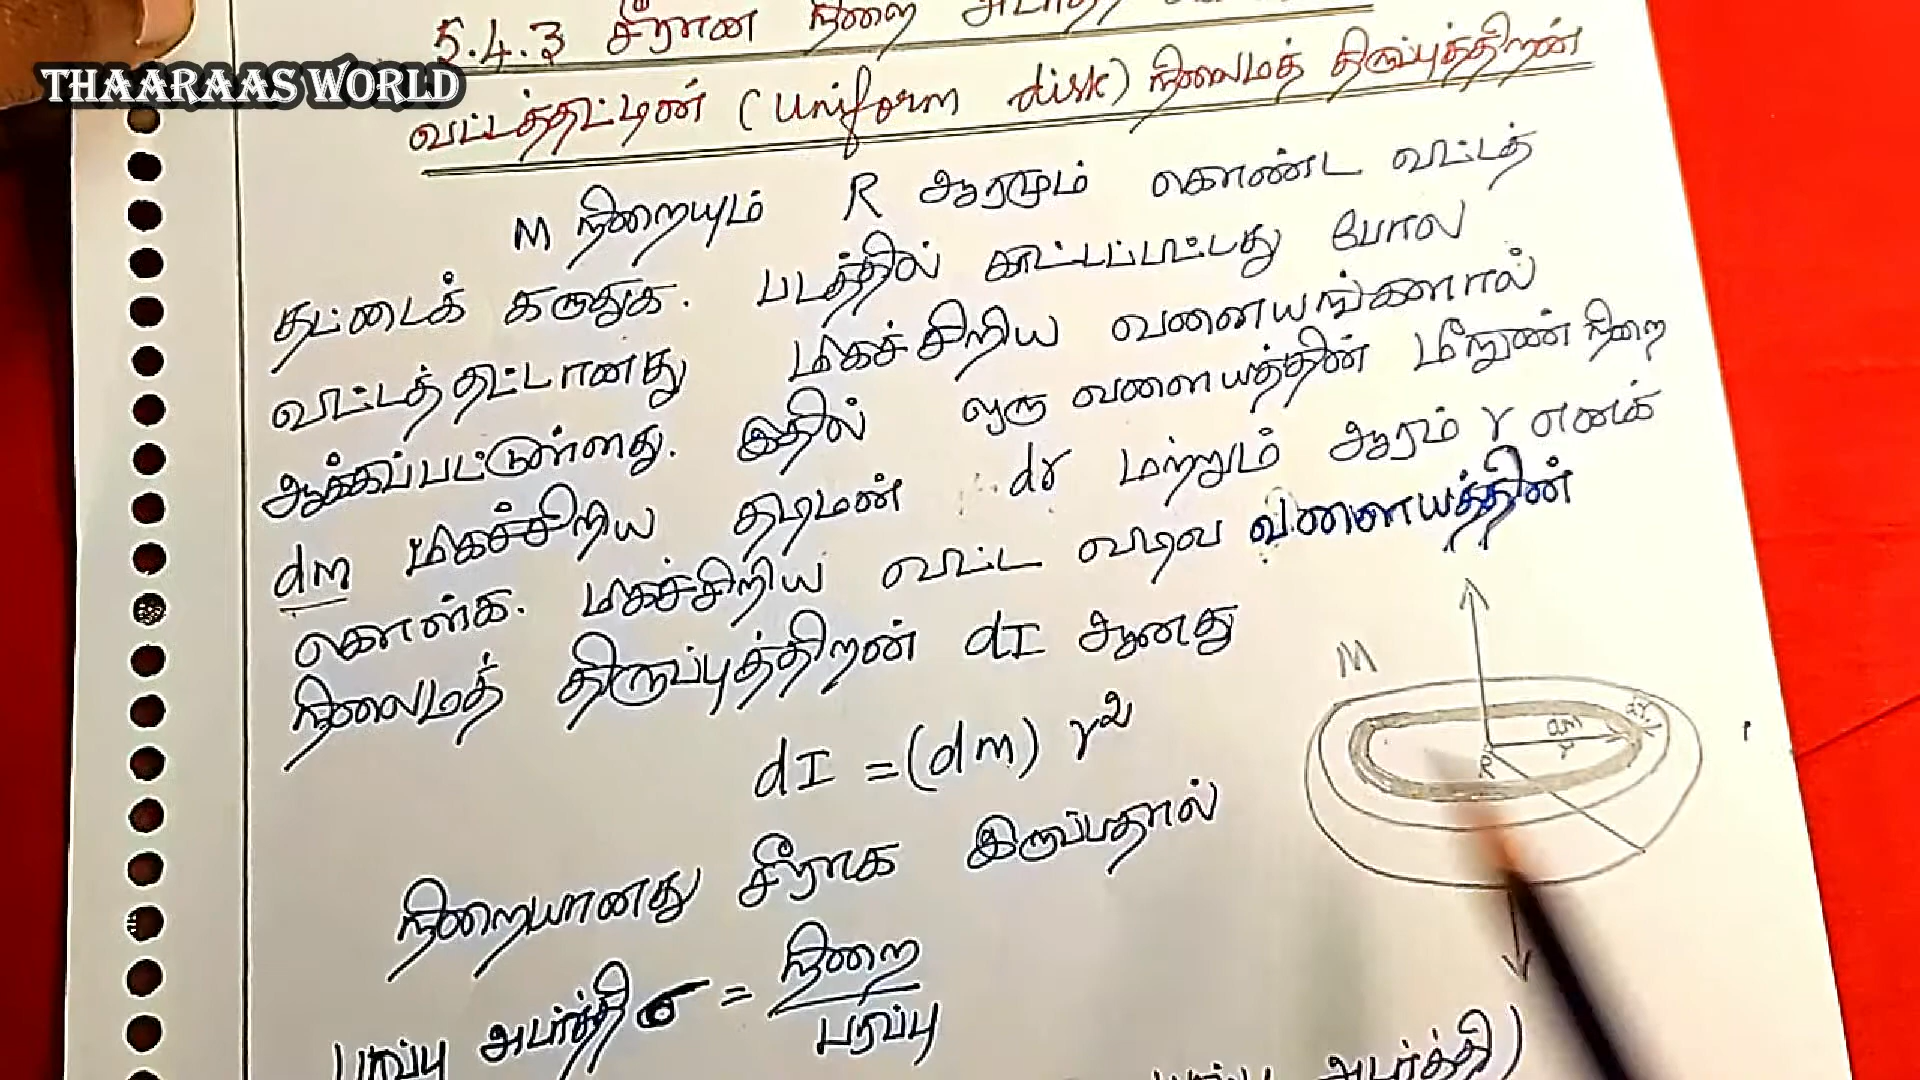 THAARAAS WORLD
5.4.3 சீரான நிறை
வட்டத்தட்டின் (uniform disk) நிலைமத் திருப்புத்திறன்
M நிறையும் R ஆரமும் கொண்ட வட்டத்
தட்டைக் கருதுக. படத்தில் காட்டப்பட்டது போல
வட்டத்தட்டானது மிகச்சிறிய வளையங்களால்
ஆக்கப்பட்டுள்ளது. இதில் ஒரு வளையத்தின் மீநுண் நிறை
dm மிகச்சிறிய தடிமன் dr மற்றும் ஆரம் r எனக்
கொள்க. மிகச்சிறிய வட்ட வடிவ வளையத்தின்
நிலைமத் திருப்புத்திறன் dI ஆனது
dI = (dm) r²
M
dm
r
R
நிறையானது சீராக இருப்பதால்
பரப்பு அடர்த்தி σ = நிறை
பரப்பு
அடர்த்தி)